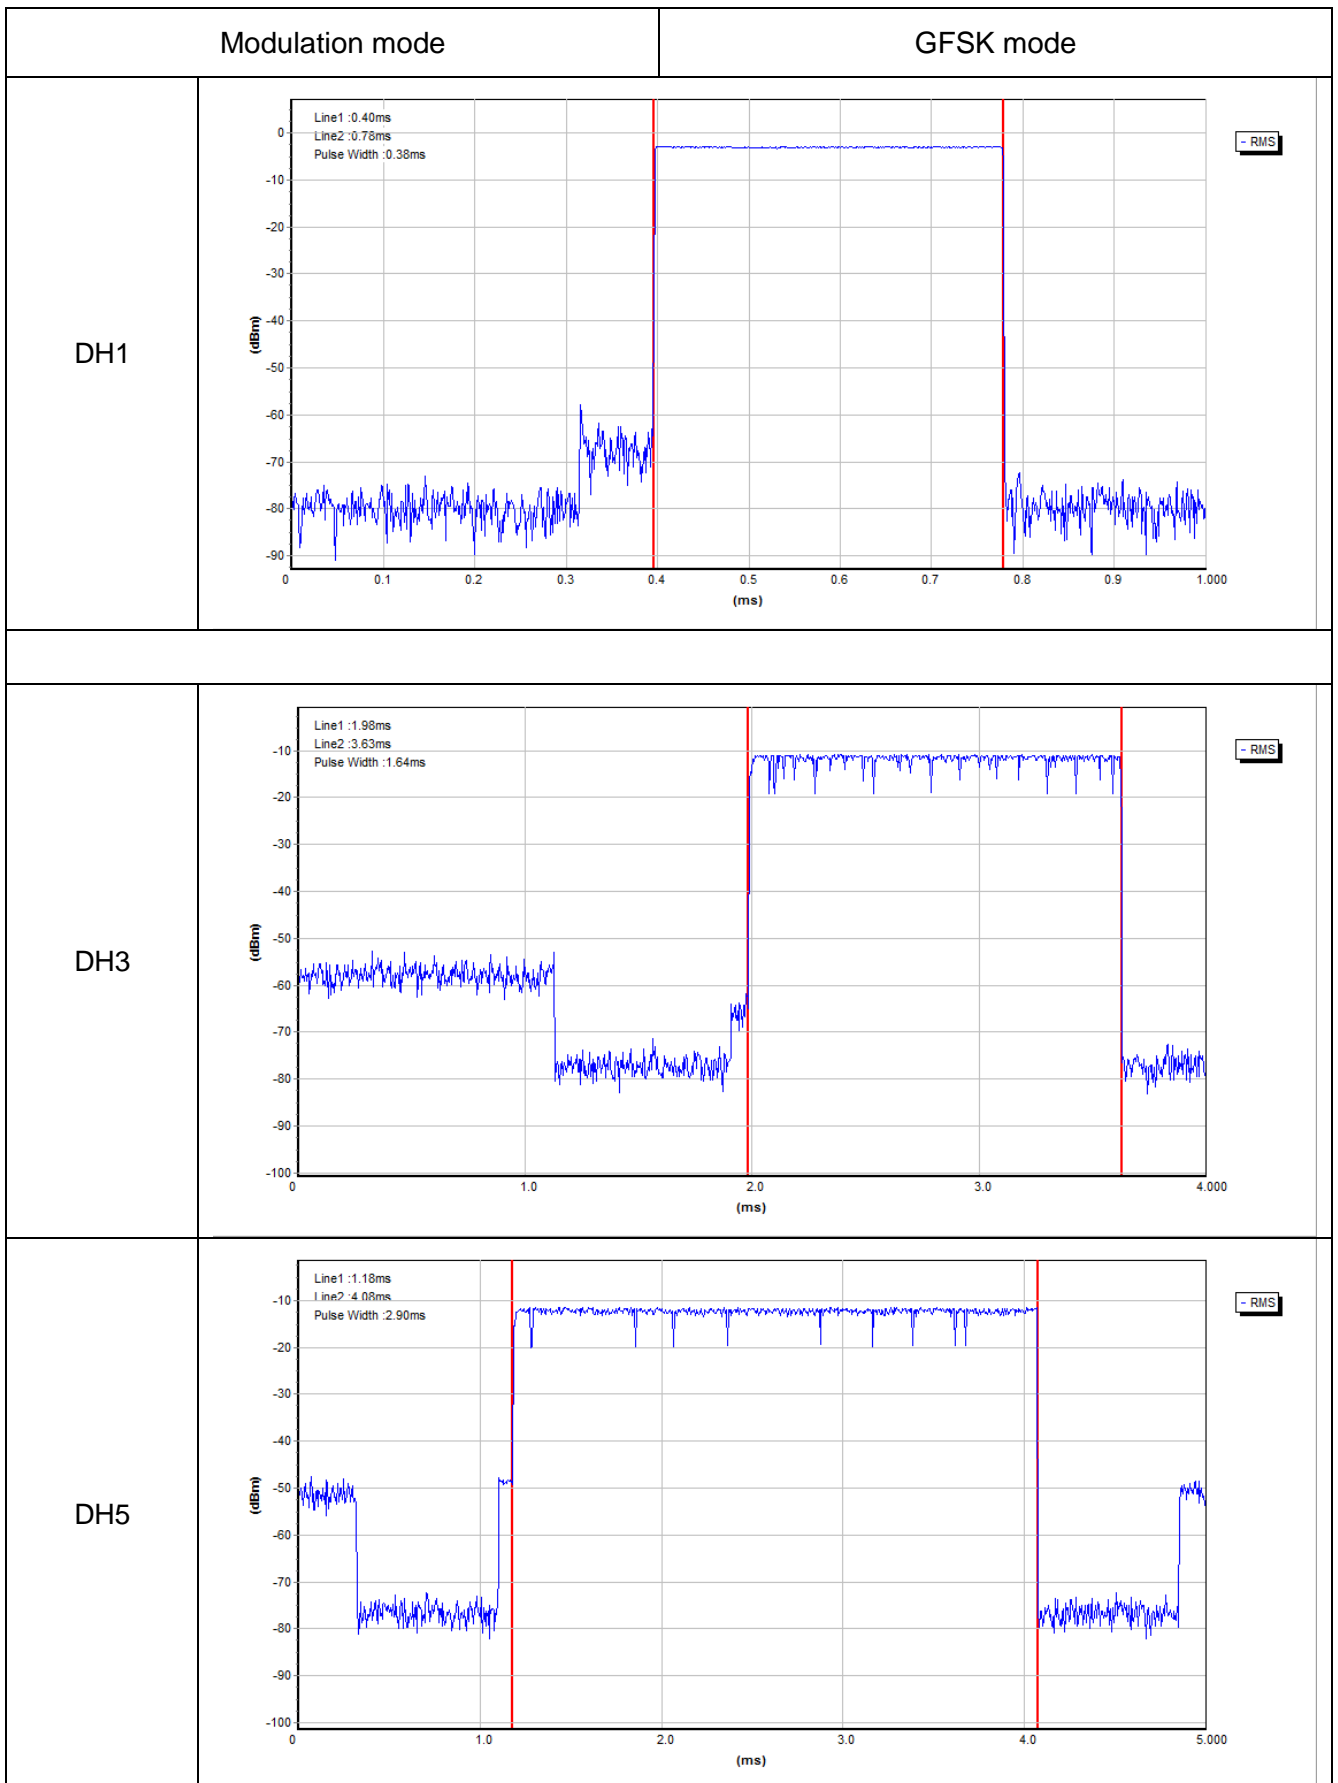 Modulation mode
GFSK mode
DH1
Line1 :0.40ms
Line2 :0.78ms
Pulse Width :0.38ms
- RMS
(dBm)
0
-10
-20
-30
-40
-50
-60
-70
-80
-90
0 0.1 0.2 0.3 0.4 0.5 0.6 0.7 0.8 0.9 1.000
(ms)
DH3
Line1 :1.98ms
Line2 :3.63ms
Pulse Width :1.64ms
- RMS
(dBm)
-10
-20
-30
-40
-50
-60
-70
-80
-90
-100
0 1.0 2.0 3.0 4.000
(ms)
DH5
Line1 :1.18ms
Line2 :4.08ms
Pulse Width :2.90ms
- RMS
(dBm)
-10
-20
-30
-40
-50
-60
-70
-80
-90
-100
0 1.0 2.0 3.0 4.0 5.000
(ms)